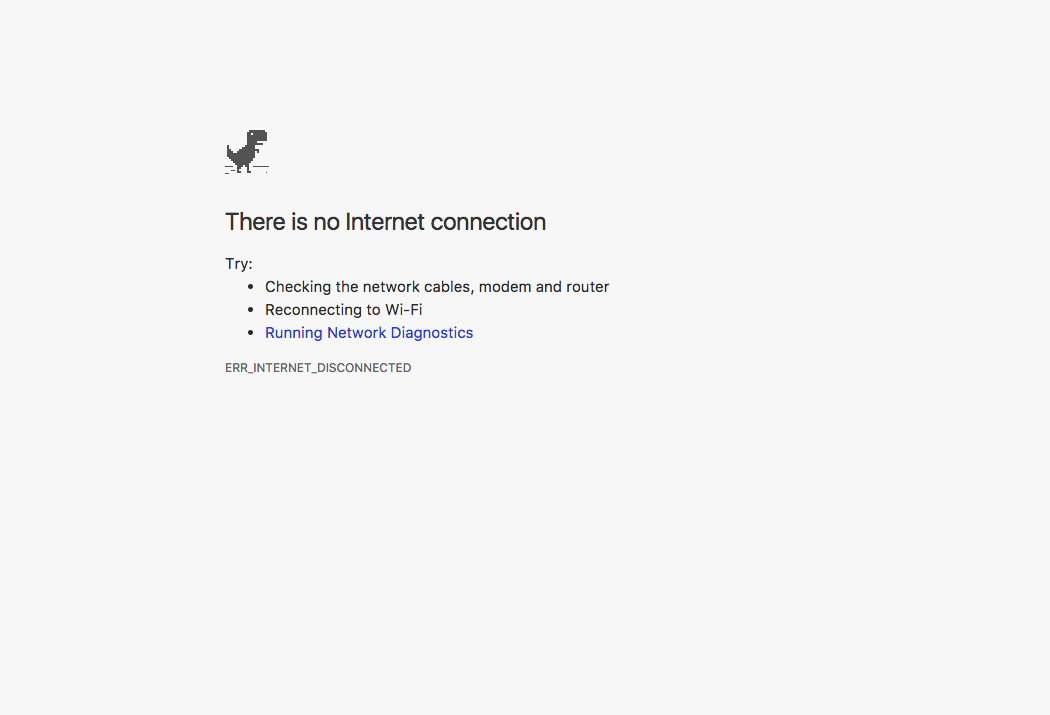 There is no Internet connection
Try:
• Checking the network cables, modem and router
• Reconnecting to Wi-Fi
• Running Network Diagnostics
ERR_INTERNET_DISCONNECTED